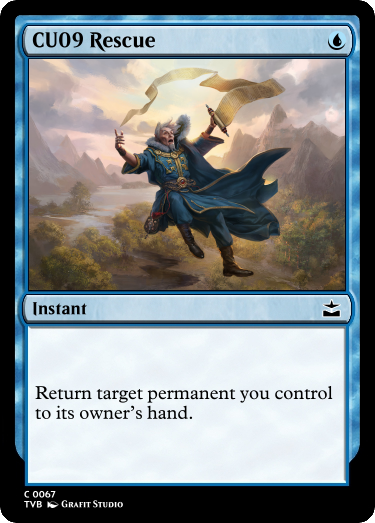 CU09 Rescue
Instant
Return target permanent you control
to its owner's hand.
C 0067
TVB Grafit Studio